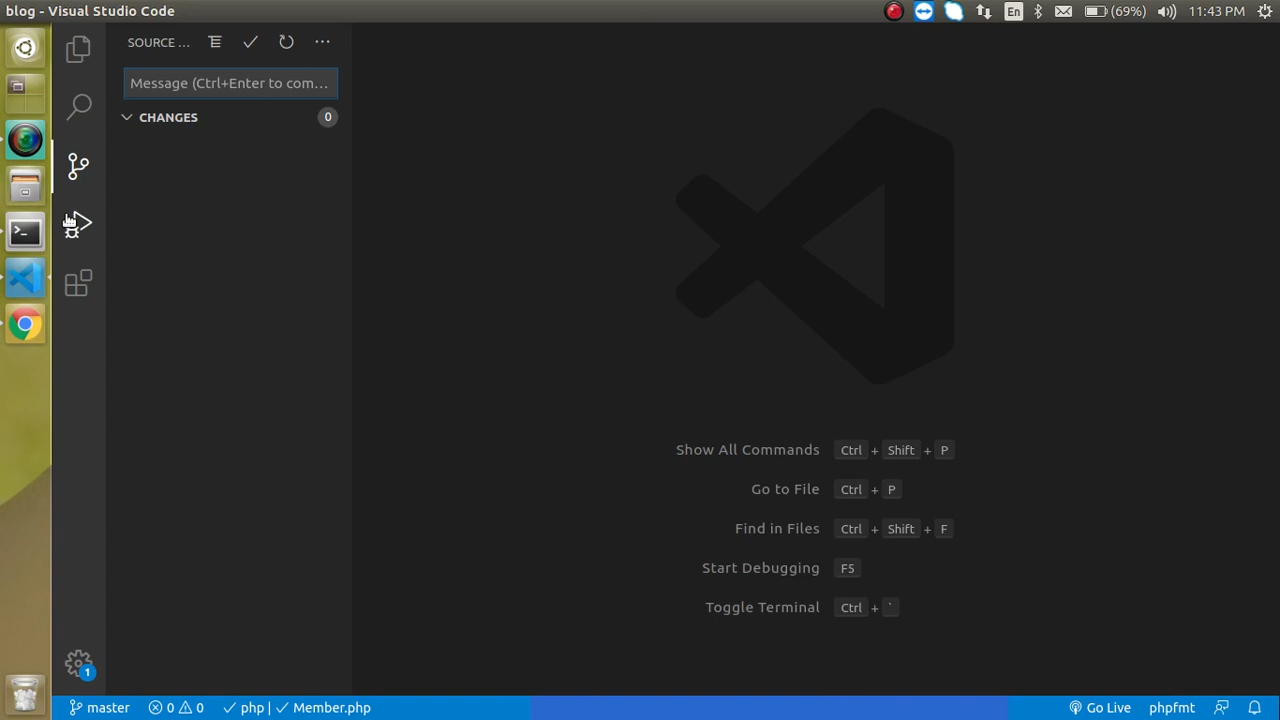 blog - Visual Studio Code
En
(69%)
11:43 PM
SOURCE ...
Message (Ctrl+Enter to com...
CHANGES
0
Show All Commands Ctrl + Shift + P
Go to File Ctrl + P
Find in Files Ctrl + Shift + F
Start Debugging F5
Toggle Terminal Ctrl + `
1
master 0 0 php | Member.php
Go Live phpfmt